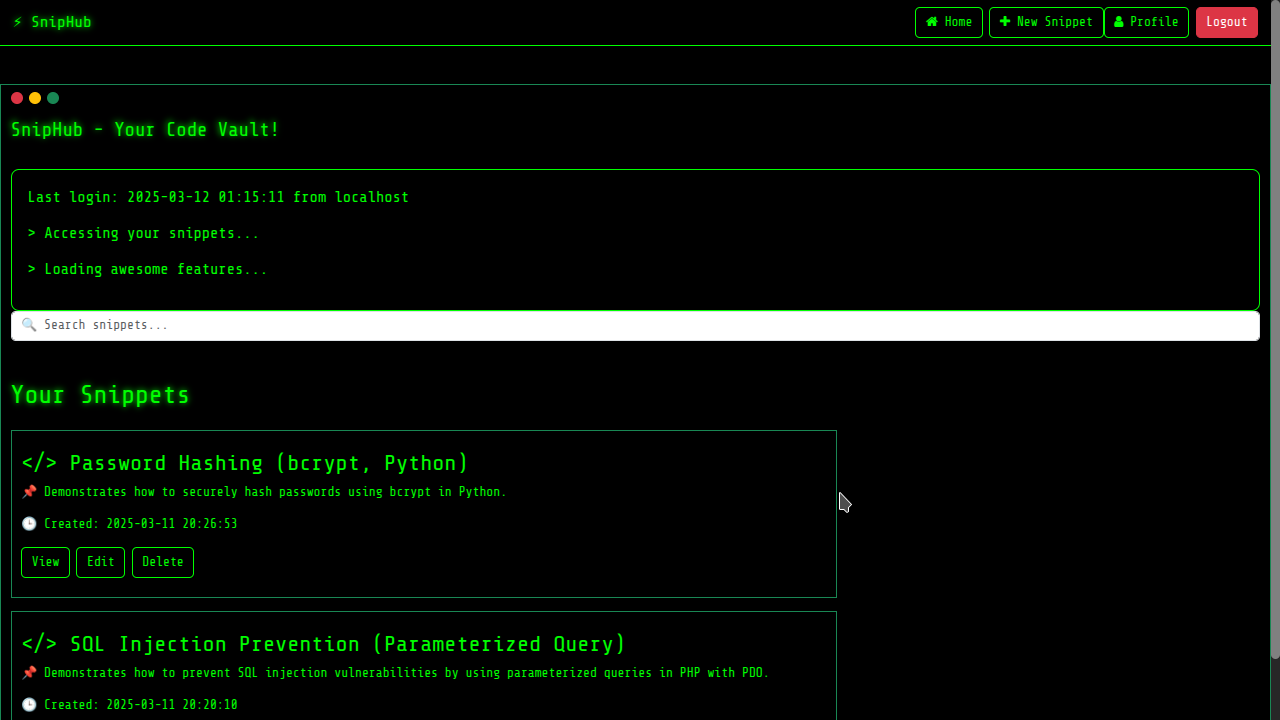 ⚡ SnipHub
Home
New Snippet
Profile
Logout
SnipHub - Your Code Vault!
Last login: 2025-03-12 01:15:11 from localhost
> Accessing your snippets...
> Loading awesome features...
🔍 Search snippets...
Your Snippets
</> Password Hashing (bcrypt, Python)
📌 Demonstrates how to securely hash passwords using bcrypt in Python.
🕒 Created: 2025-03-11 20:26:53
View Edit Delete
</> SQL Injection Prevention (Parameterized Query)
📌 Demonstrates how to prevent SQL injection vulnerabilities by using parameterized queries in PHP with PDO.
🕒 Created: 2025-03-11 20:20:10